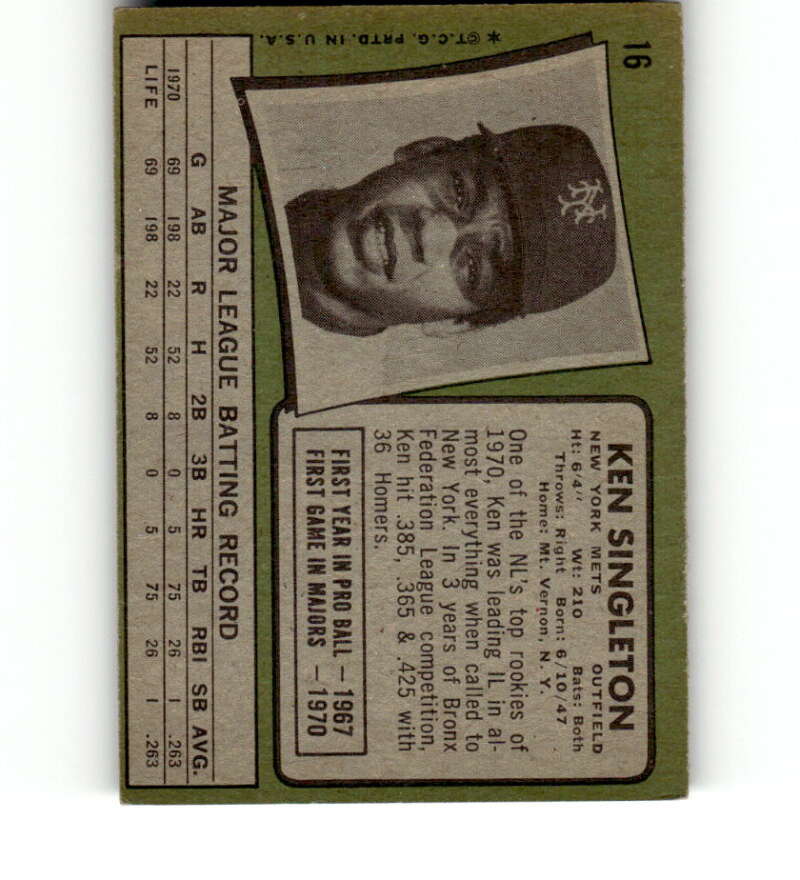 16
*©T.C.G. PRTD. IN U.S.A.
NY
KEN SINGLETON
NEW YORK METS OUTFIELD
Ht: 6'4" Wt: 210 Bats: Both
Throws: Right Born: 6/10/47
Home: Mt. Vernon, N. Y.
One of the NL's top rookies of
1970, Ken was leading IL in al-
most everything when called to
New York. In 3 years of Bronx
Federation League competition,
Ken hit .385, .365 & .425 with
36 Homers.
FIRST YEAR IN PRO BALL — 1967
FIRST GAME IN MAJORS — 1970
MAJOR LEAGUE BATTING RECORD
G AB R H 2B 3B HR TB RBI SB AVG.
1970 69 198 22 52 8 0 5 75 26 1 .263
LIFE 69 198 22 52 8 0 5 75 26 1 .263